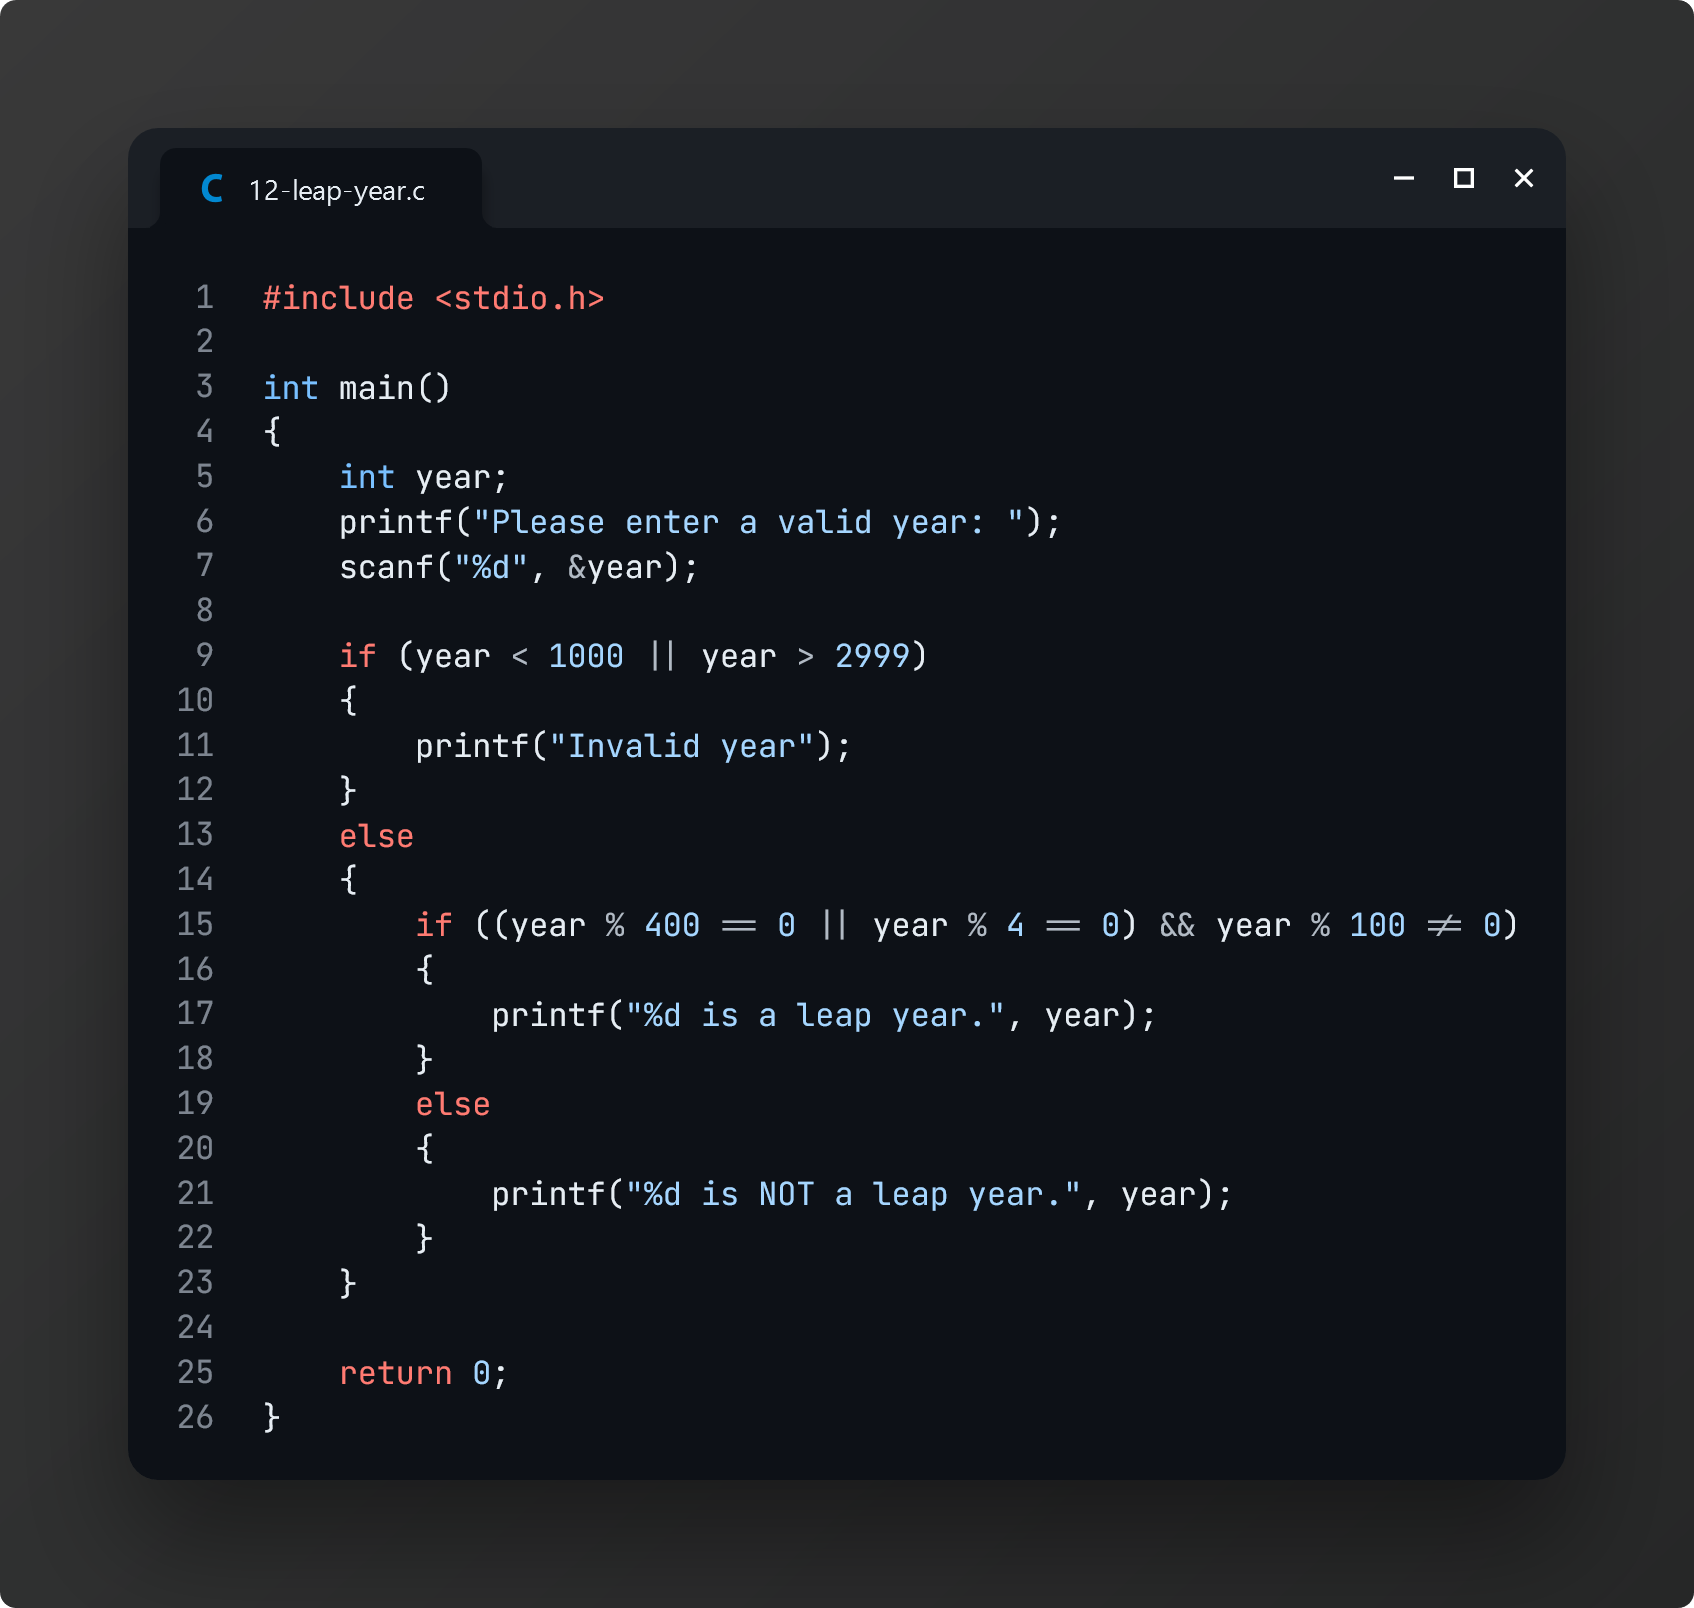 C 12-leap-year.c
1 #include <stdio.h>
2
3 int main()
4 {
5     int year;
6     printf("Please enter a valid year: ");
7     scanf("%d", &year);
8
9     if (year < 1000 || year > 2999)
10     {
11         printf("Invalid year");
12     }
13     else
14     {
15         if ((year % 400 == 0 || year % 4 == 0) && year % 100 != 0)
16         {
17             printf("%d is a leap year.", year);
18         }
19         else
20         {
21             printf("%d is NOT a leap year.", year);
22         }
23     }
24
25     return 0;
26 }